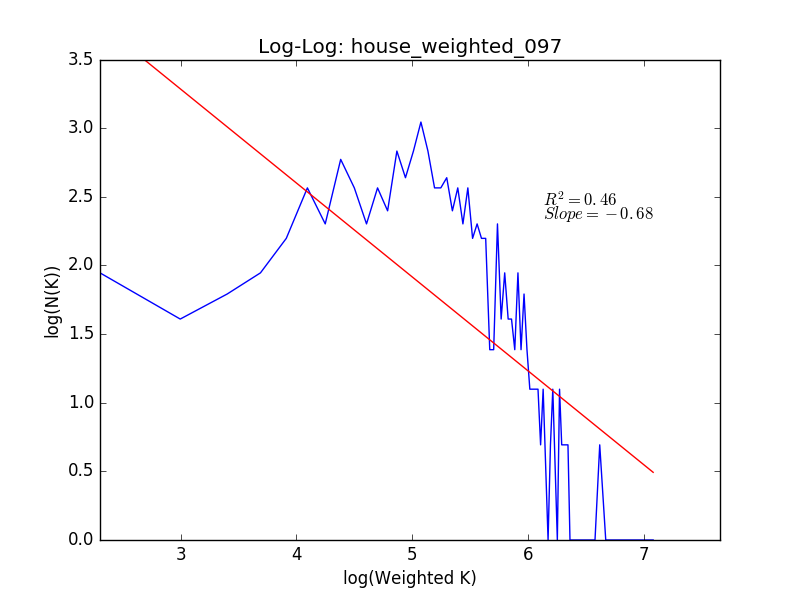 Log-Log: house_weighted_097
3.5
3.0
2.5
2.0
1.5
1.0
0.5
0.0
log(N(K))
R² = 0.46
Slope = −0.68
3 4 5 6 7
log(Weighted K)